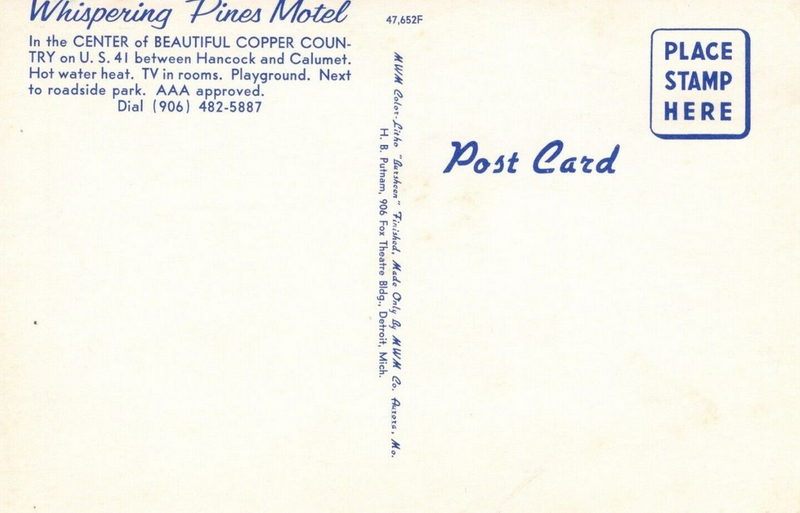 Whispering Pines Motel
In the CENTER of BEAUTIFUL COPPER COUN-
TRY on U. S. 41 between Hancock and Calumet.
Hot water heat. TV in rooms. Playground. Next
to roadside park. AAA approved.
Dial (906) 482-5887
47,652F
MWM Color-Litho "Larsheen" Finished, Made Only By MWM Co. Aurora, Mo.
H. B. Putnam, 906 Fox Theatre Bldg., Detroit, Mich.
PLACE
STAMP
HERE
Post Card